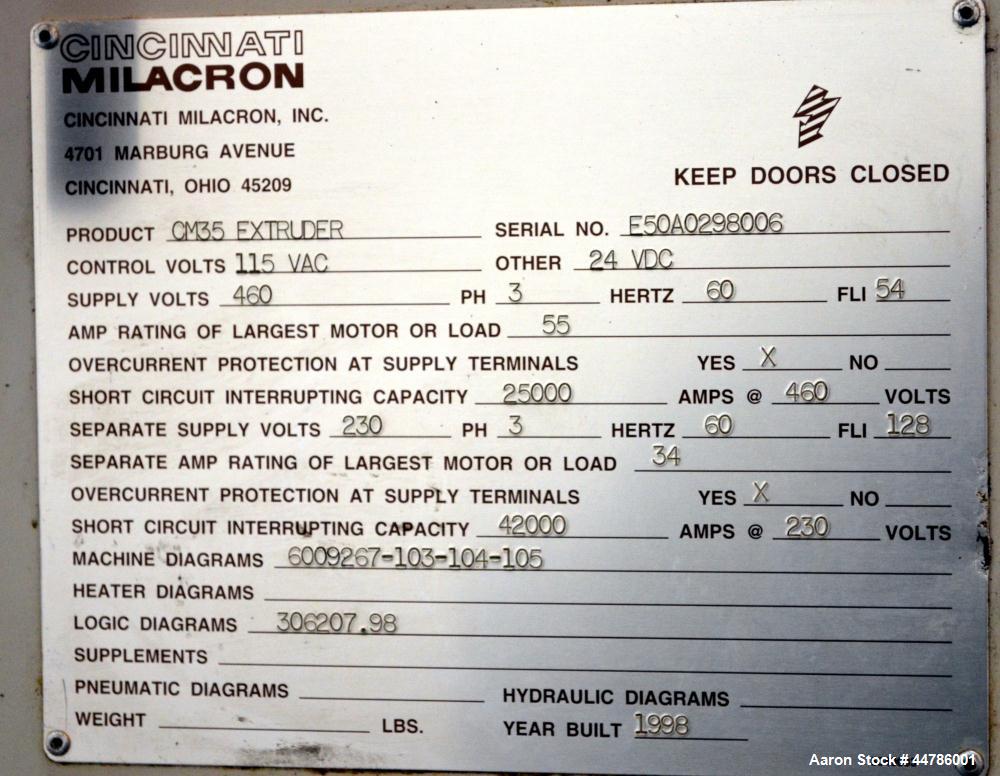 CINCINNATI
MILACRON
CINCINNATI MILACRON, INC.
4701 MARBURG AVENUE
CINCINNATI, OHIO 45209
KEEP DOORS CLOSED
PRODUCT CM35 EXTRUDER SERIAL NO. E50A0298006
CONTROL VOLTS 115 VAC OTHER 24 VDC
SUPPLY VOLTS 460 PH 3 HERTZ 60 FLI 54
AMP RATING OF LARGEST MOTOR OR LOAD 55
OVERCURRENT PROTECTION AT SUPPLY TERMINALS YES X NO
SHORT CIRCUIT INTERRUPTING CAPACITY 25000 AMPS @ 460 VOLTS
SEPARATE SUPPLY VOLTS 230 PH 3 HERTZ 60 FLI 128
SEPARATE AMP RATING OF LARGEST MOTOR OR LOAD 34
OVERCURRENT PROTECTION AT SUPPLY TERMINALS YES X NO
SHORT CIRCUIT INTERRUPTING CAPACITY 42000 AMPS @ 230 VOLTS
MACHINE DIAGRAMS 6009267-103-104-105
HEATER DIAGRAMS
LOGIC DIAGRAMS 306207.98
SUPPLEMENTS
PNEUMATIC DIAGRAMS HYDRAULIC DIAGRAMS
WEIGHT LBS. YEAR BUILT 1998
Aaron Stock # 44786001